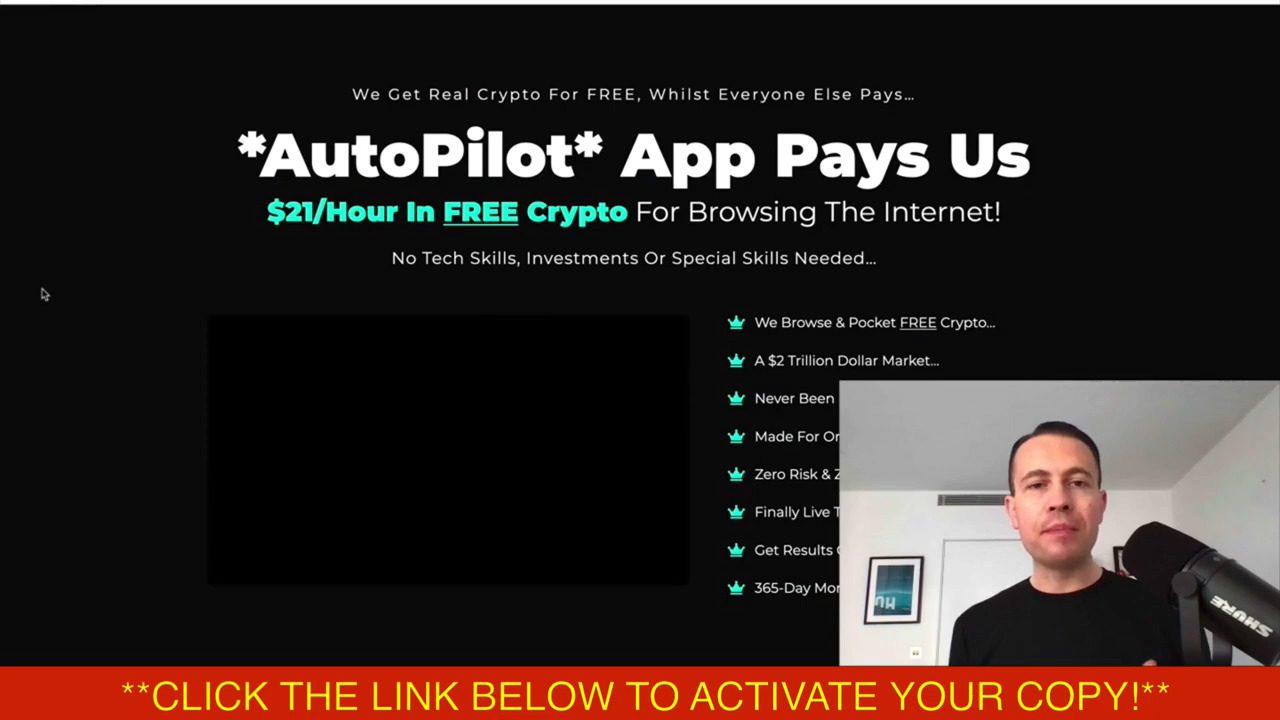 We Get Real Crypto For FREE, Whilst Everyone Else Pays...
*AutoPilot* App Pays Us
$21/Hour In FREE Crypto For Browsing The Internet!
No Tech Skills, Investments Or Special Skills Needed...
We Browse & Pocket FREE Crypto...
A $2 Trillion Dollar Market...
Never Been
Made For
Zero Risk &
Finally Live
Get Results
365-Day
SHURE
**CLICK THE LINK BELOW TO ACTIVATE YOUR COPY!**